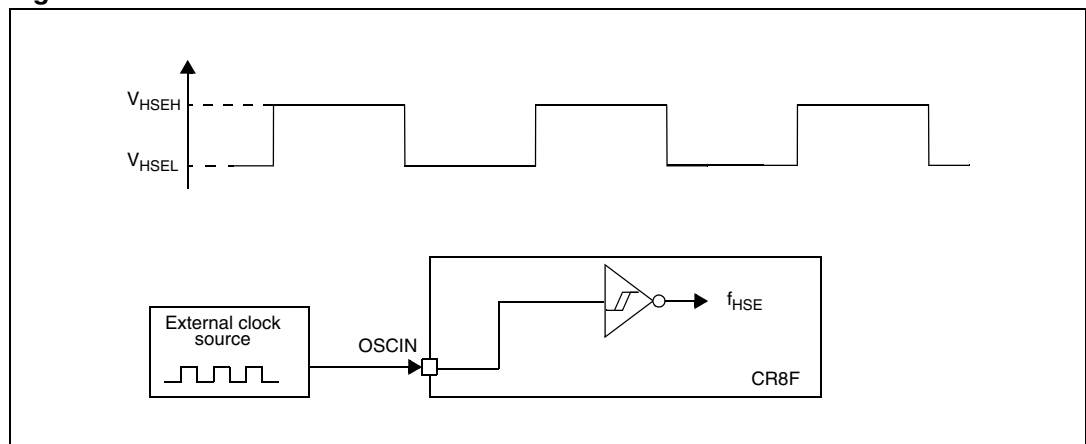 V_HSEH
V_HSEL
External clock
source
OSCIN
f_HSE
CR8F